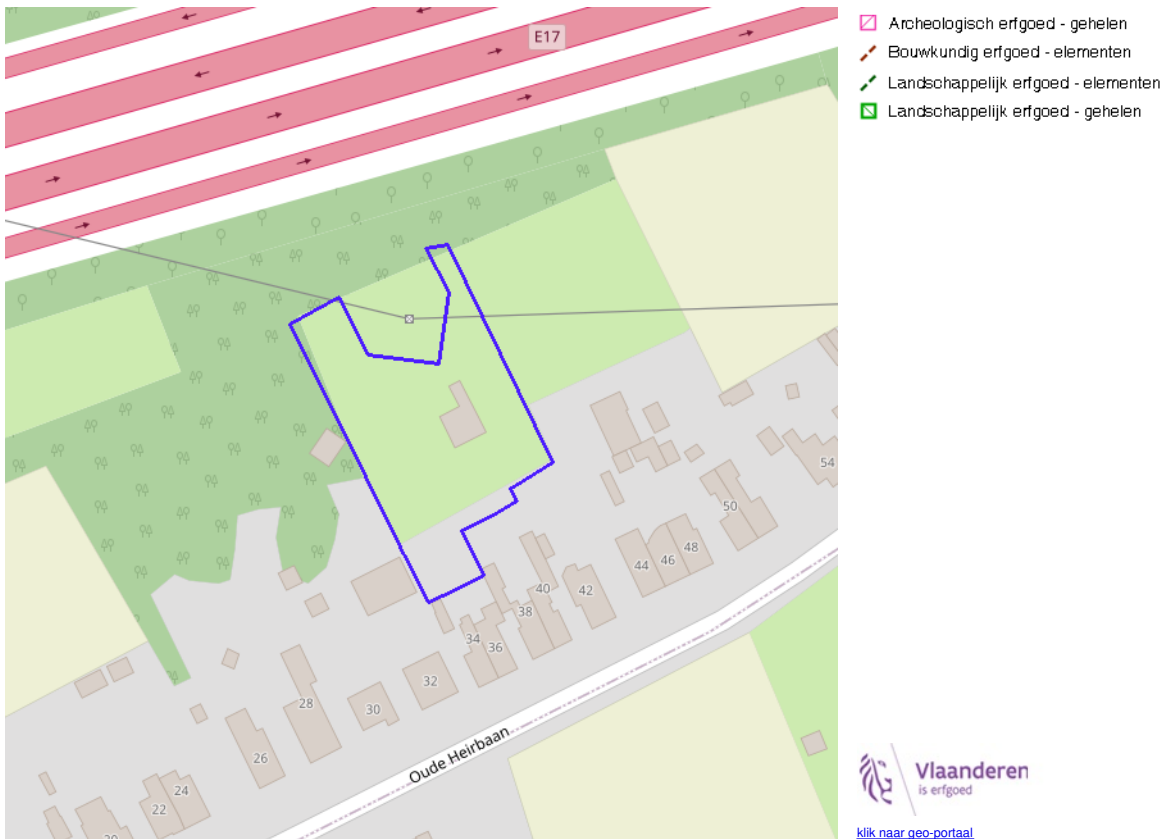 E17
Archeologisch erfgoed - gehelen
Bouwkundig erfgoed - elementen
Landschappelijk erfgoed - elementen
Landschappelijk erfgoed - gehelen
54
50
48
46
44
42
40
38
36
34
32
30
28
26
24
22
Oude Heirbaan
Vlaanderen
is erfgoed
klik naar geo-portaal